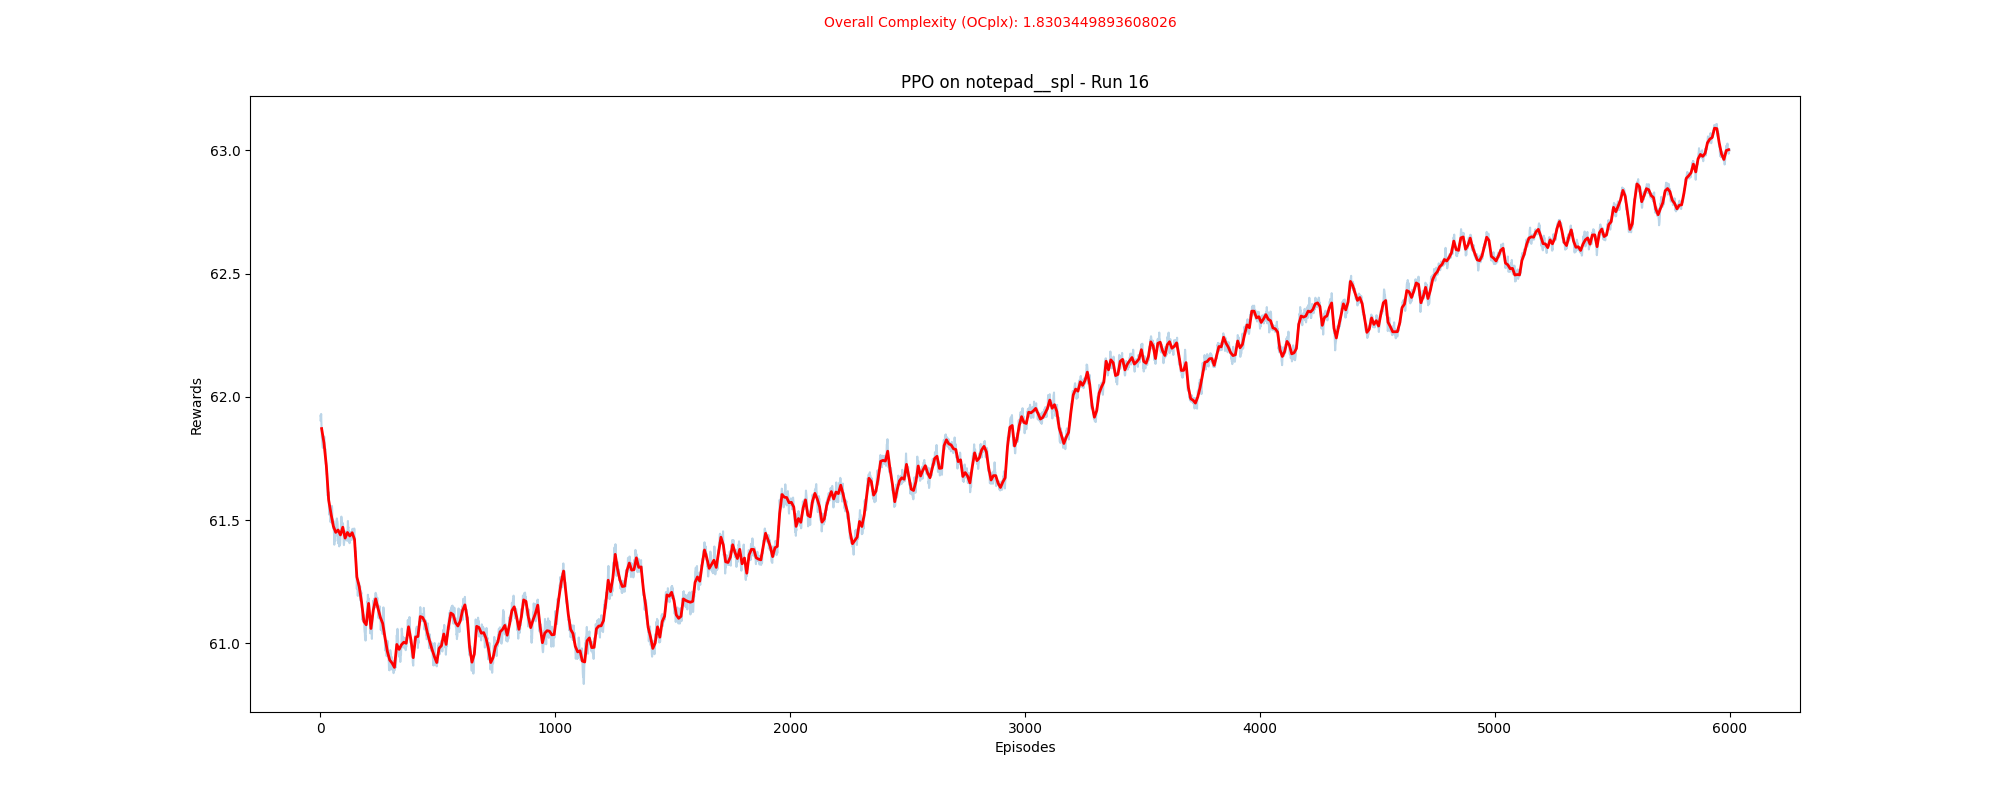 Overall Complexity (OCplx): 1.8303449893608026
PPO on notepad__spl - Run 16
63.0
62.5
62.0
61.5
61.0
Rewards
0 1000 2000 3000 4000 5000 6000
Episodes